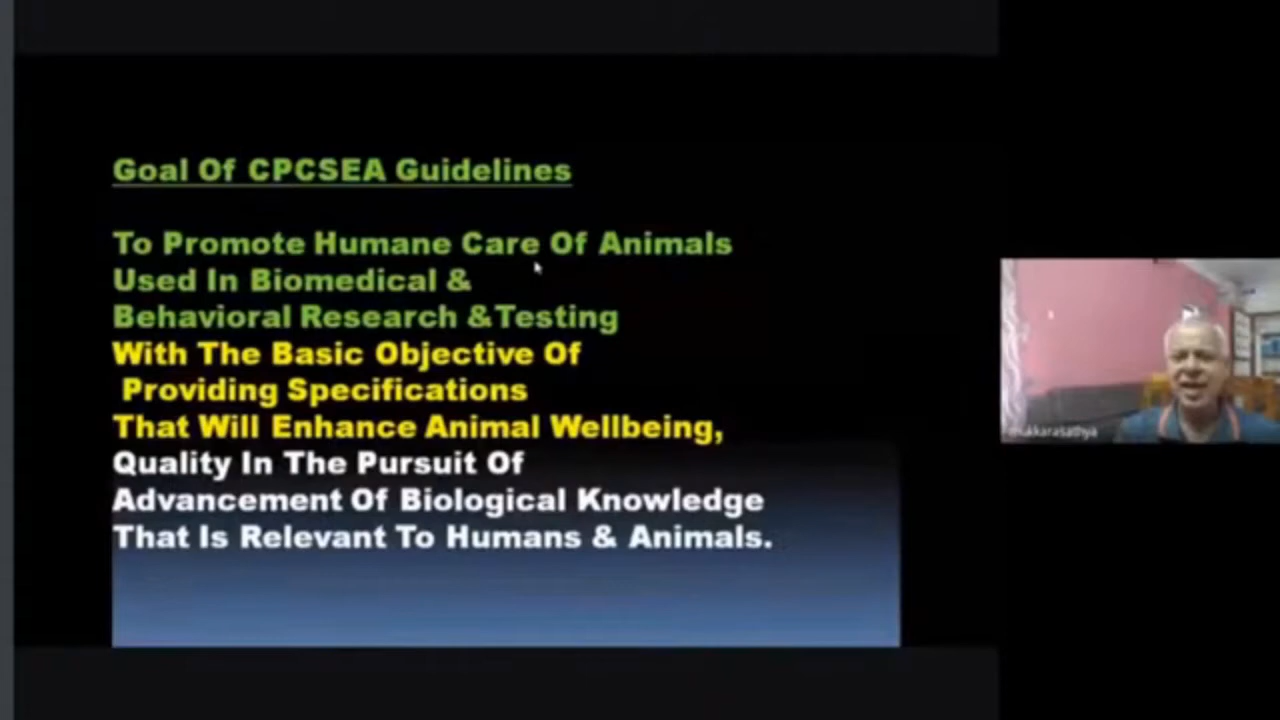 Goal Of CPCSEA Guidelines
To Promote Humane Care Of Animals
Used In Biomedical &
Behavioral Research &Testing
With The Basic Objective Of
Providing Specifications
That Will Enhance Animal Wellbeing,
Quality In The Pursuit Of
Advancement Of Biological Knowledge
That Is Relevant To Humans & Animals.